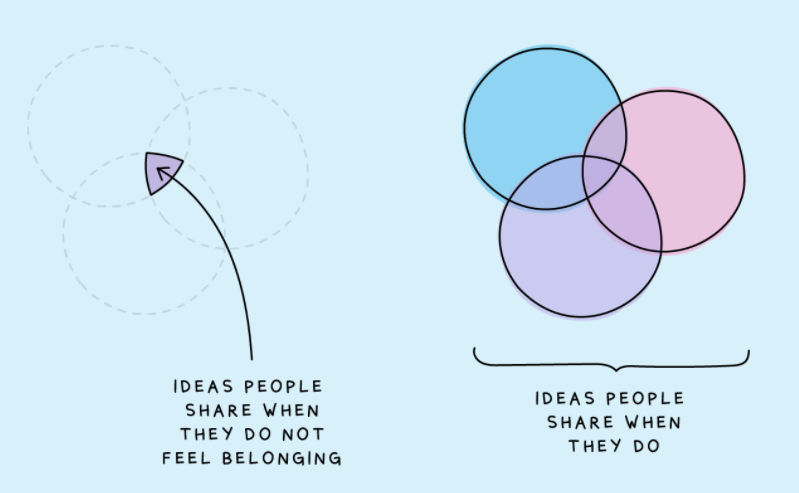 IDEAS PEOPLE
SHARE WHEN
THEY DO NOT
FEEL BELONGING
IDEAS PEOPLE
SHARE WHEN
THEY DO